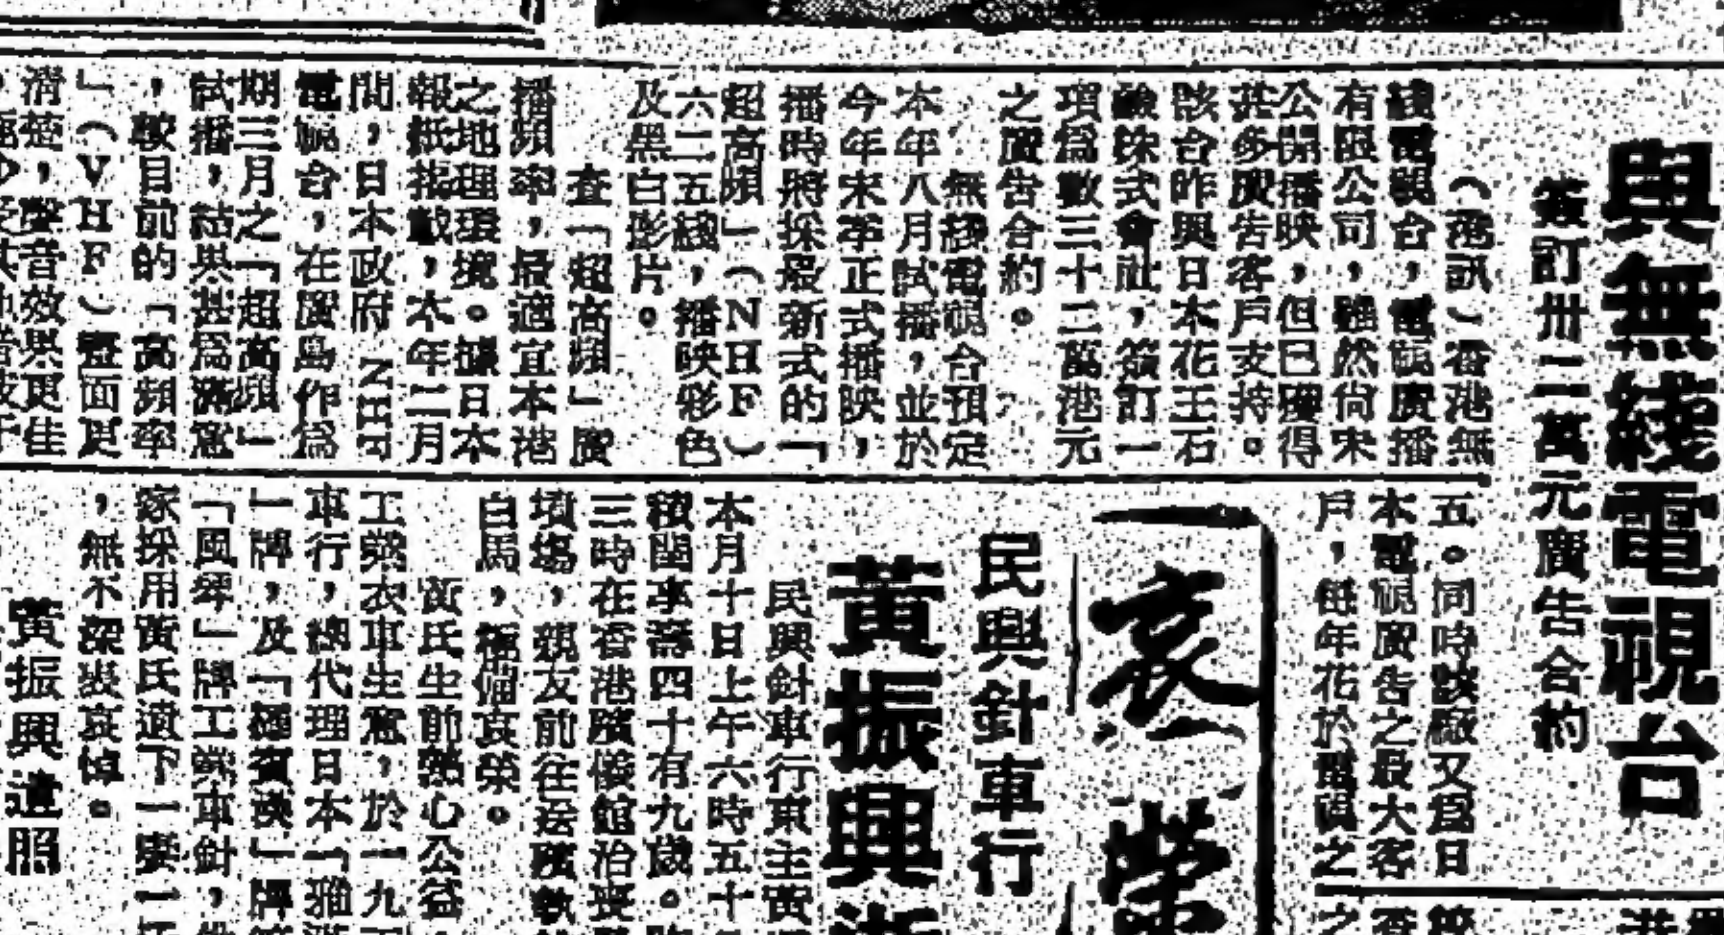 與無綫電視台
簽訂卅二萬元廣告合約
(港訊)香港無
綫電視台,電視廣播
有限公司,雖然尚未
公開播映,但已獲得
甚多廣告客戶支持。
該台昨與日本花王石
鹼株式會社,簽訂一
項為數三十二萬港元
之廣告合約。
無綫電視台預定
本年八月試播,並於
今年末季正式播映,
播時將採最新式的「
超高頻」(NHF)
六二五綫,播映彩色
及黑白影片。
查「超高頻」廣
播頻率,最適宜本港
之地理環境。據日本
報紙指載,本年二月
間,日本政府NHK
電視台,在廣島作為
期三月之「超高頻」
試播,結果甚為滿意
,較目前的「高頻率
」(VHF)畫面更
清楚,聲音效果更佳
五。同時該廠又為日
本電視廣告之最大客
戶,每年花於電視之
哀榮
民興針車行
黃振興
民興針車行東主黃
本月十日上午六時五十
積閏享壽四十有九歲。
三時在香港殯儀館治喪
墳場,親友前往送殯執
白馬,極備哀榮。
黃氏生前熱心公益
工業衣車生意,於一九
車行,總代理日本「雅
」牌,及「」牌
「風琴」牌工業車針,
家採用黃氏遺下一妻一
,無不深表哀悼。
黃振興遺照